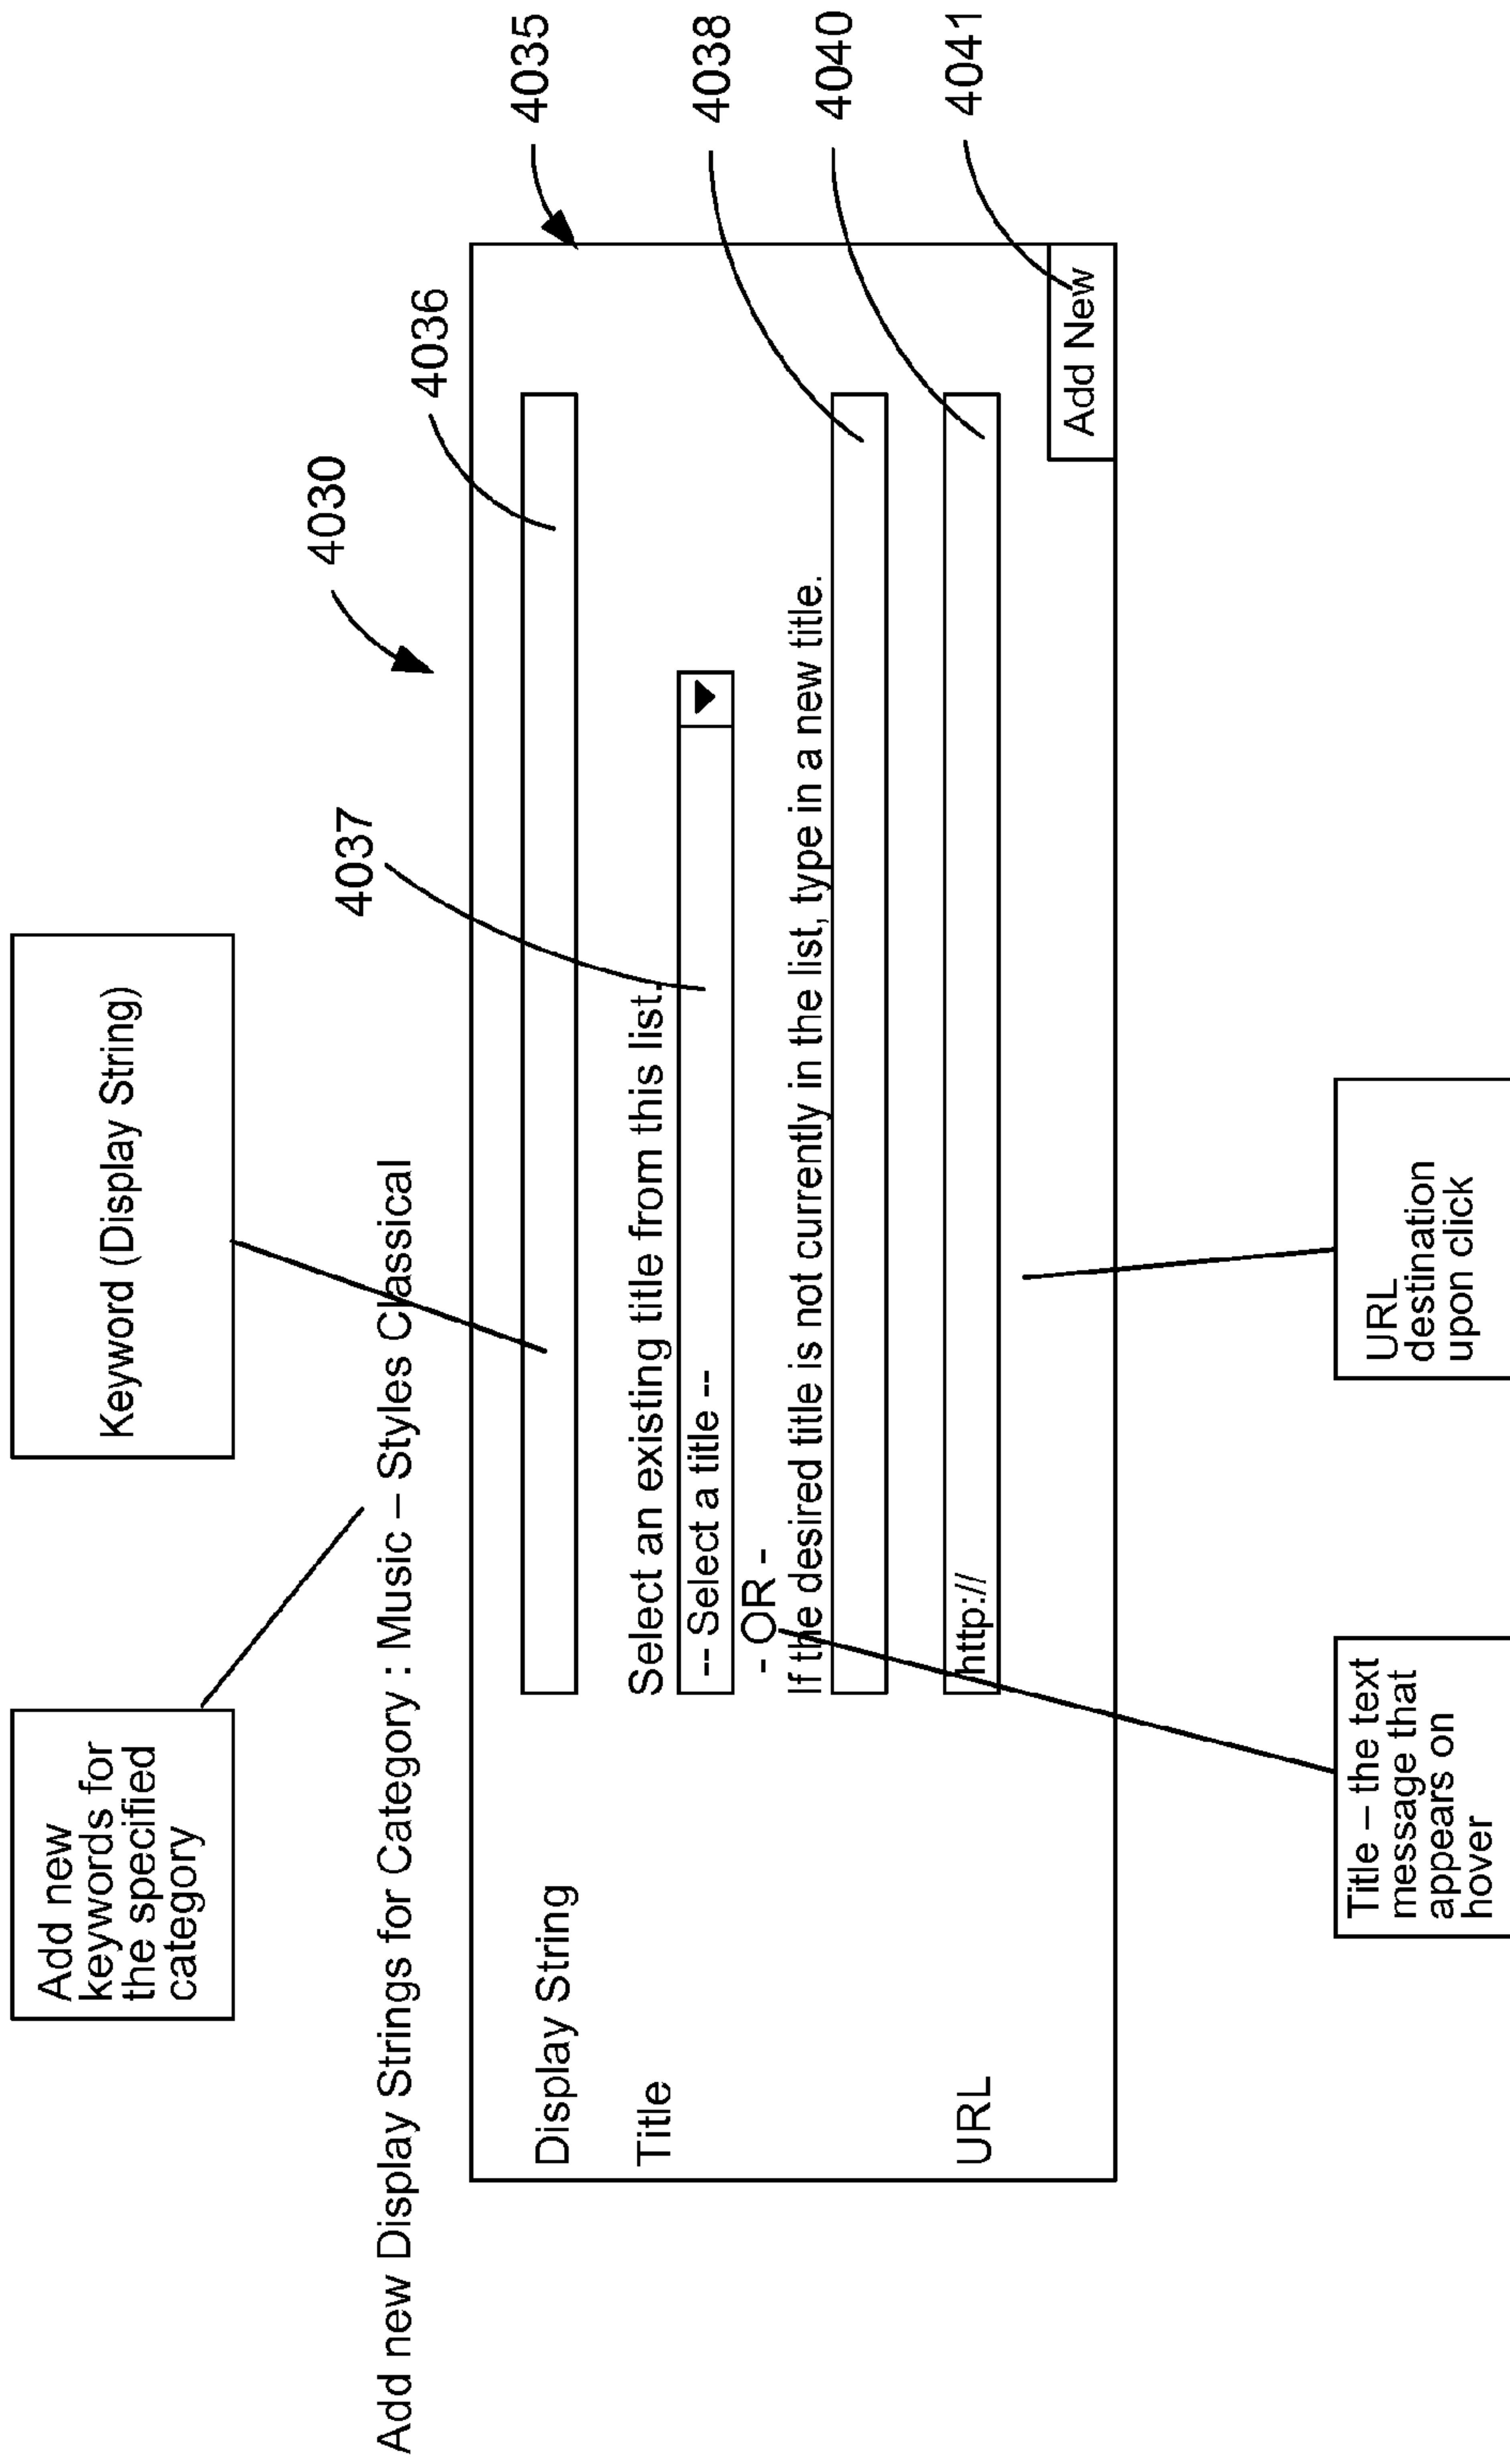 Add new
keywords for
the specified
category
Keyword (Display String)
4037
4030
4036
4035
4038
4040
4041
Add new Display Strings for Category : Music – Styles Classical
Display String
Title
Select an existing title from this list.
-- Select a title --
- OR -
If the desired title is not currently in the list, type in a new title.
URL
http://
Add New
Title – the text
message that
appears on
hover
URL
destination
upon click